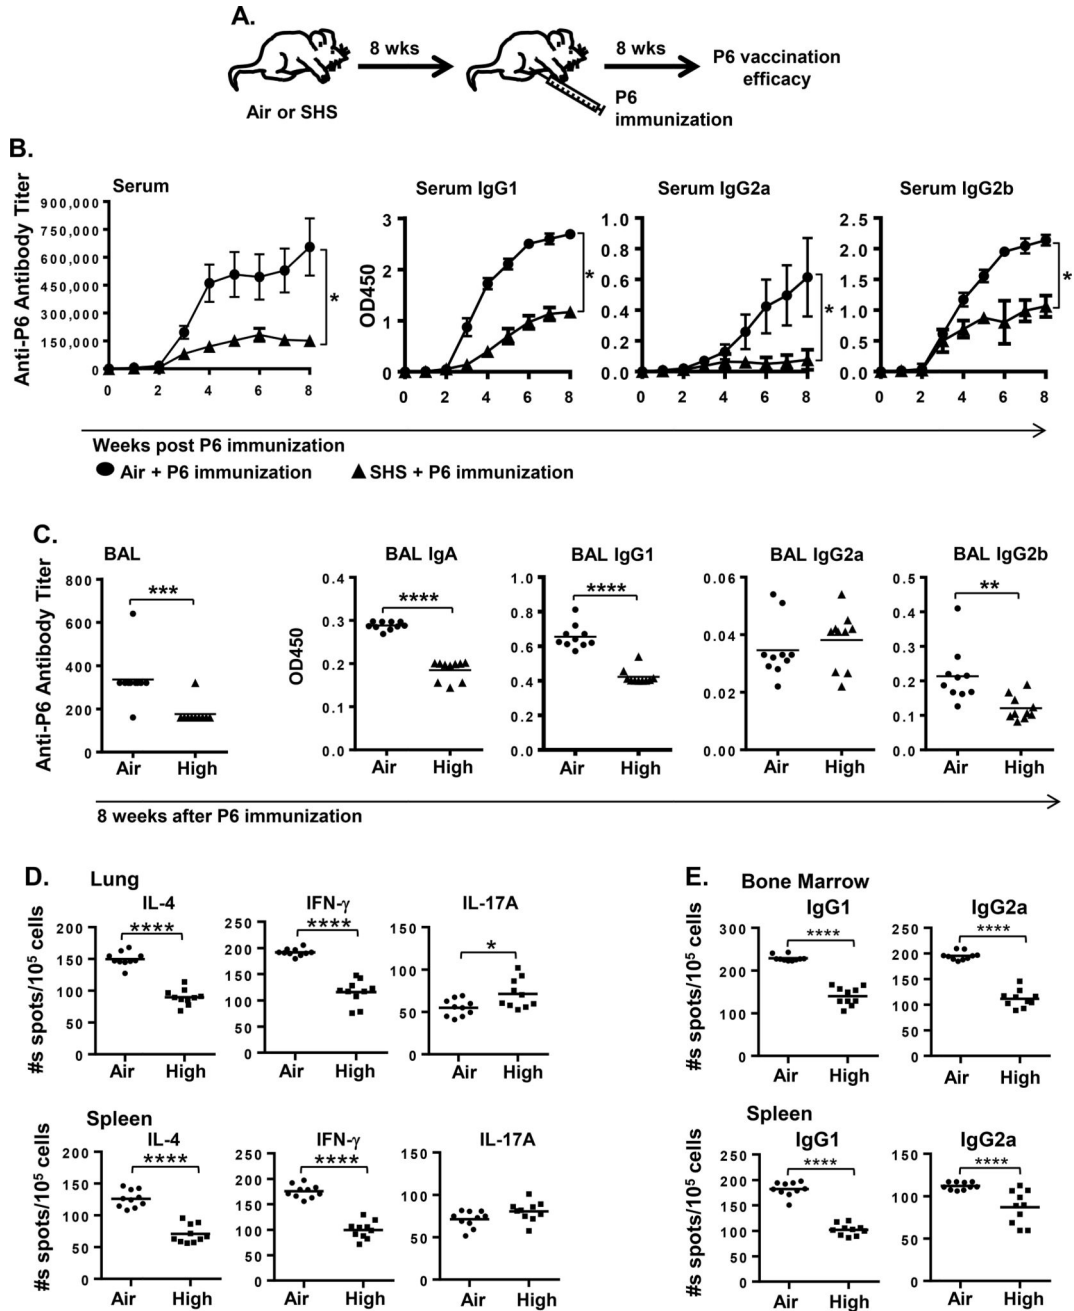 A.
8 wks
8 wks
P6 vaccination
efficacy
Air or SHS
P6
immunization
B.
Serum
Serum IgG1
Serum IgG2a
Serum IgG2b
Anti-P6 Antibody Titer
900,000
750,000
600,000
450,000
300,000
150,000
0
0 2 4 6 8
*
OD450
3
2
1
0
0 2 4 6 8
*
1.0
0.8
0.6
0.4
0.2
0.0
0 2 4 6 8
*
2.5
2.0
1.5
1.0
0.5
0.0
0 2 4 6 8
*
Weeks post P6 immunization
Air + P6 immunization
SHS + P6 immunization
C.
BAL
BAL IgA
BAL IgG1
BAL IgG2a
BAL IgG2b
Anti-P6 Antibody Titer
800
600
400
200
0
***
Air High
OD450
0.4
0.3
0.2
0.1
0.0
****
Air High
1.0
0.8
0.6
0.4
0.2
0.0
****
Air High
0.06
0.04
0.02
0.00
Air High
0.5
0.4
0.3
0.2
0.1
0.0
**
Air High
8 weeks after P6 immunization
D.
Lung
IL-4
IFN-γ
IL-17A
#s spots/10⁵ cells
200
150
100
50
0
****
Air High
250
200
150
100
50
0
****
Air High
150
100
50
0
*
Air High
Spleen
IL-4
IFN-γ
IL-17A
#s spots/10⁵ cells
200
150
100
50
0
****
Air High
250
200
150
100
50
0
****
Air High
150
100
50
0
Air High
E.
Bone Marrow
IgG1
IgG2a
#s spots/10⁵ cells
300
200
100
0
****
Air High
250
200
150
100
50
0
****
Air High
Spleen
IgG1
IgG2a
#s spots/10⁵ cells
250
200
150
100
50
0
****
Air High
150
100
50
0
****
Air High